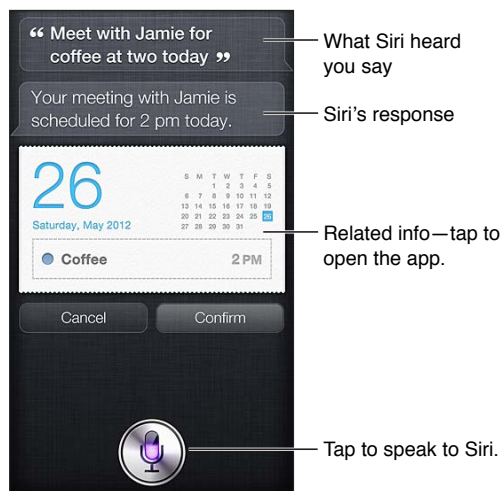 “ Meet with Jamie for
coffee at two today ”
What Siri heard
you say
Your meeting with Jamie is
scheduled for 2 pm today.
Siri’s response
26
Saturday, May 2012
S M T W T F S
1 2 3 4 5
6 7 8 9 10 11 12
13 14 15 16 17 18 19
20 21 22 23 24 25 26
27 28 29 30 31
Coffee 2 PM
Related info—tap to
open the app.
Cancel Confirm
Tap to speak to Siri.